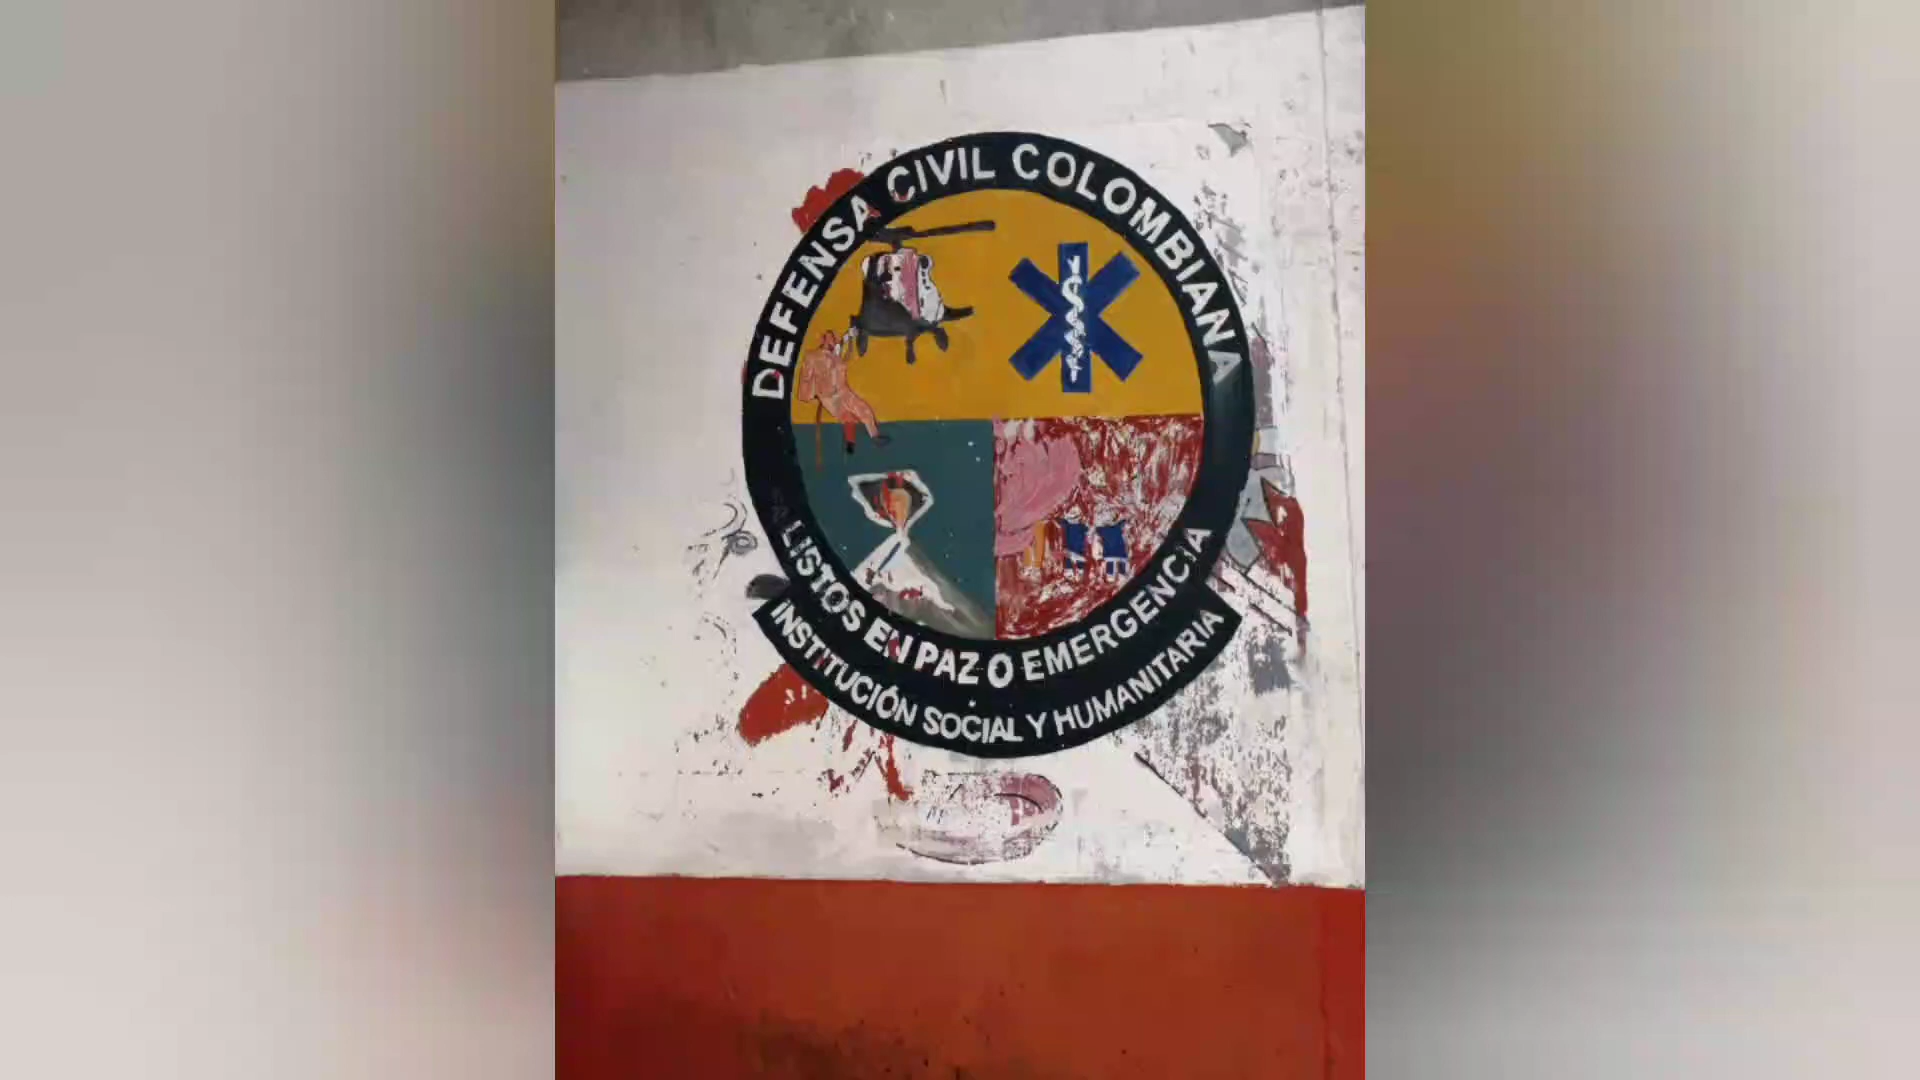 DEFENSA CIVIL COLOMBIANA
LISTOS EN PAZ O EMERGENCIA
INSTITUCIÓN SOCIAL Y HUMANITARIA